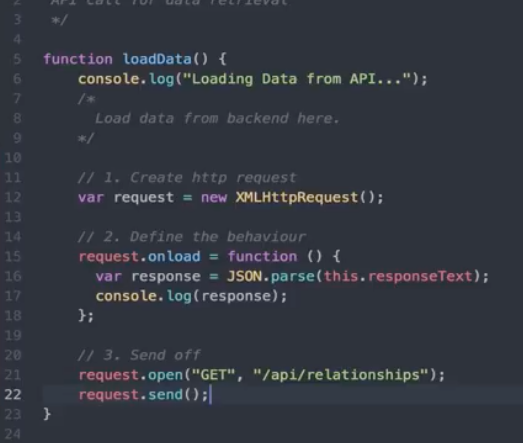 2
API call for data retrieval
3 */
4
5 function loadData() {
6 console.log("Loading Data from API...");
7 /*
8 Load data from backend here.
9 */
10
11 // 1. Create http request
12 var request = new XMLHttpRequest();
13
14 // 2. Define the behaviour
15 request.onload = function () {
16 var response = JSON.parse(this.responseText);
17 console.log(response);
18 };
19
20 // 3. Send off
21 request.open("GET", "/api/relationships");
22 request.send();
23 }
24